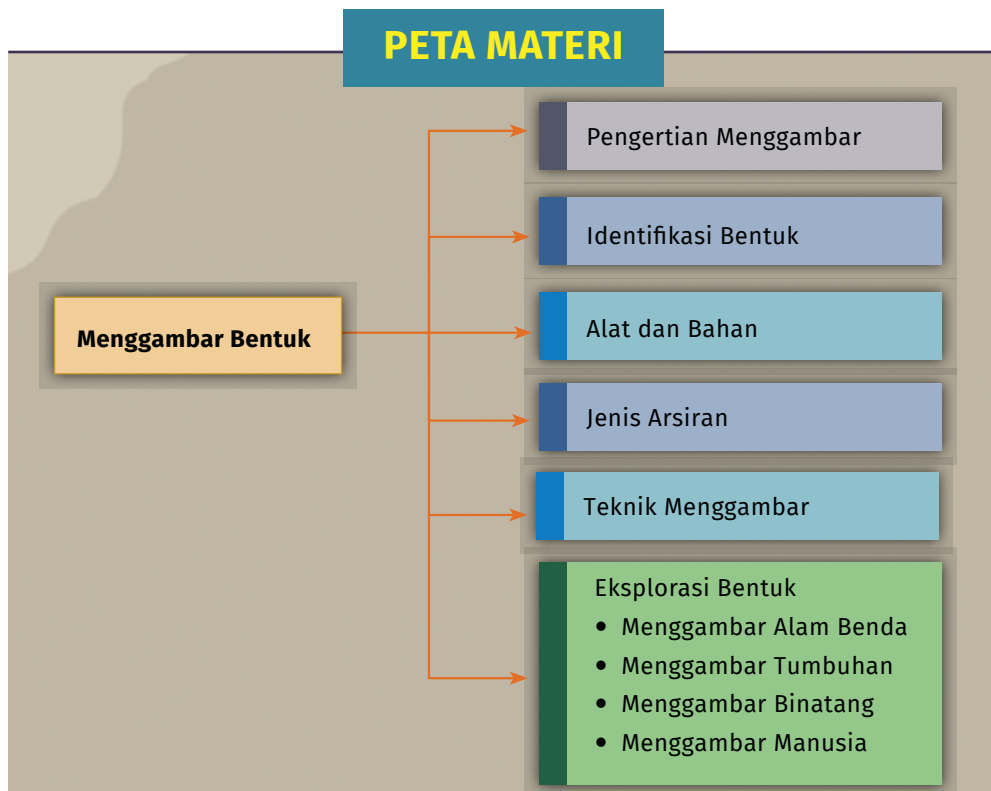 PETA MATERI
Pengertian Menggambar
Identifikasi Bentuk
Menggambar Bentuk
Alat dan Bahan
Jenis Arsiran
Teknik Menggambar
Eksplorasi Bentuk
• Menggambar Alam Benda
• Menggambar Tumbuhan
• Menggambar Binatang
• Menggambar Manusia